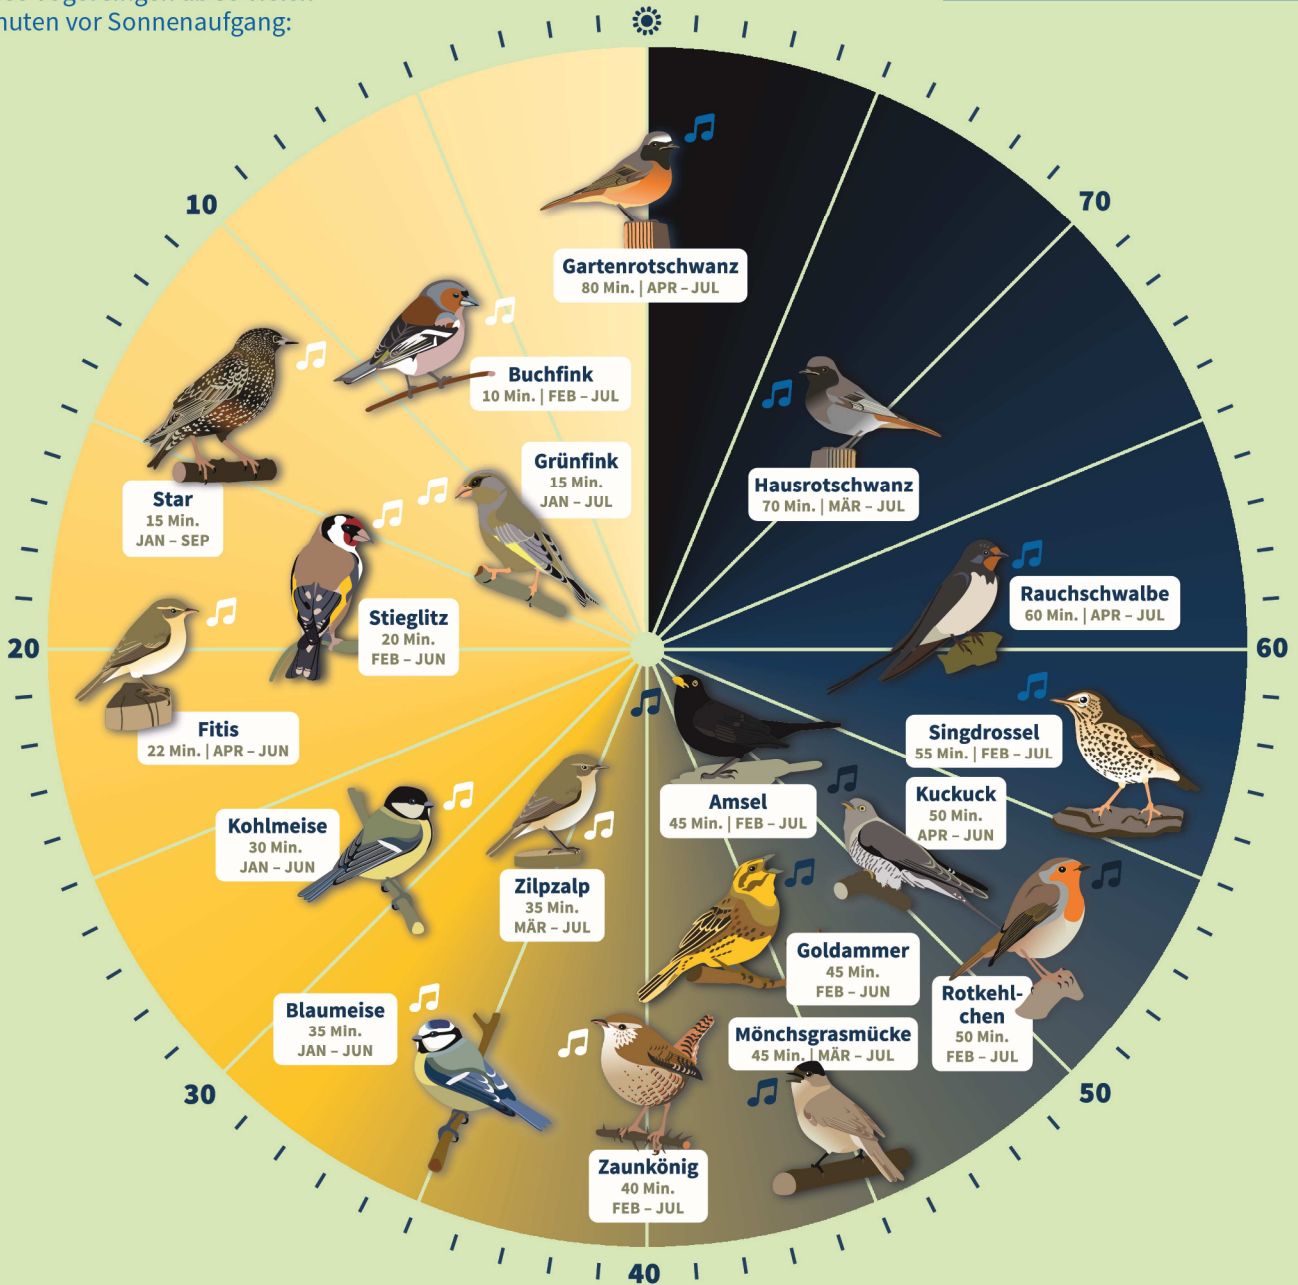 nuten vor Sonnenaufgang:
10
70
Gartenrotschwanz
80 Min. | APR – JUL
Buchfink
10 Min. | FEB – JUL
Grünfink
15 Min.
JAN – JUL
Hausrotschwanz
70 Min. | MÄR – JUL
Star
15 Min.
JAN – SEP
Stieglitz
20 Min.
FEB – JUN
Rauchschwalbe
60 Min. | APR – JUL
20
60
Fitis
22 Min. | APR – JUN
Singdrossel
55 Min. | FEB – JUL
Amsel
45 Min. | FEB – JUL
Kuckuck
50 Min.
APR – JUN
Kohlmeise
30 Min.
JAN – JUN
Zilpzalp
35 Min.
MÄR – JUL
Goldammer
45 Min.
FEB – JUN
Rotkehl-
chen
50 Min.
FEB – JUL
Blaumeise
35 Min.
JAN – JUN
Mönchsgrasmücke
45 Min. | MÄR – JUL
30
50
Zaunkönig
40 Min.
FEB – JUL
40